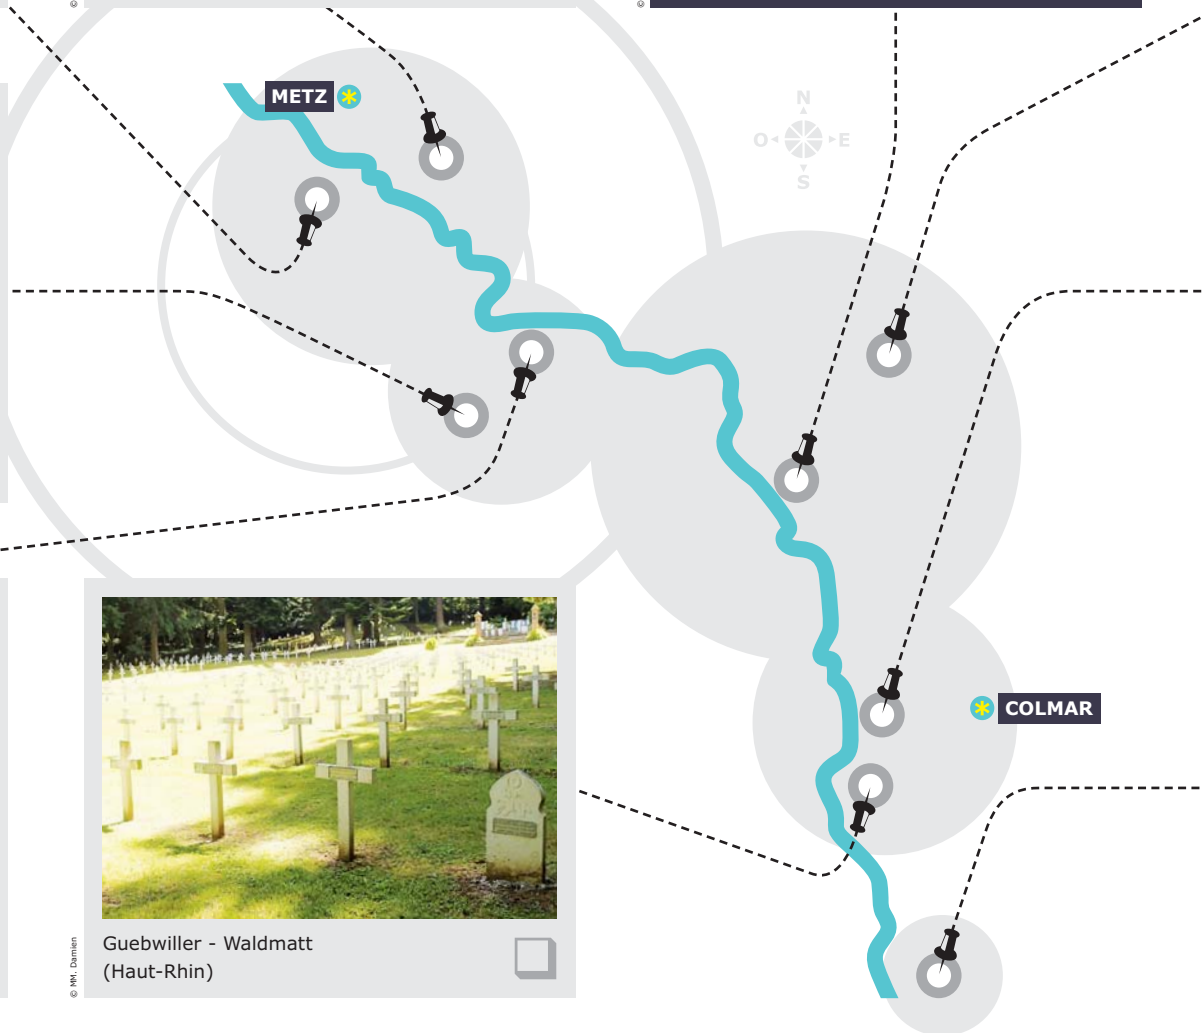 ©
©
METZ
N
O E
S
COLMAR
Guebwiller - Waldmatt
(Haut-Rhin)
© MM. Damien